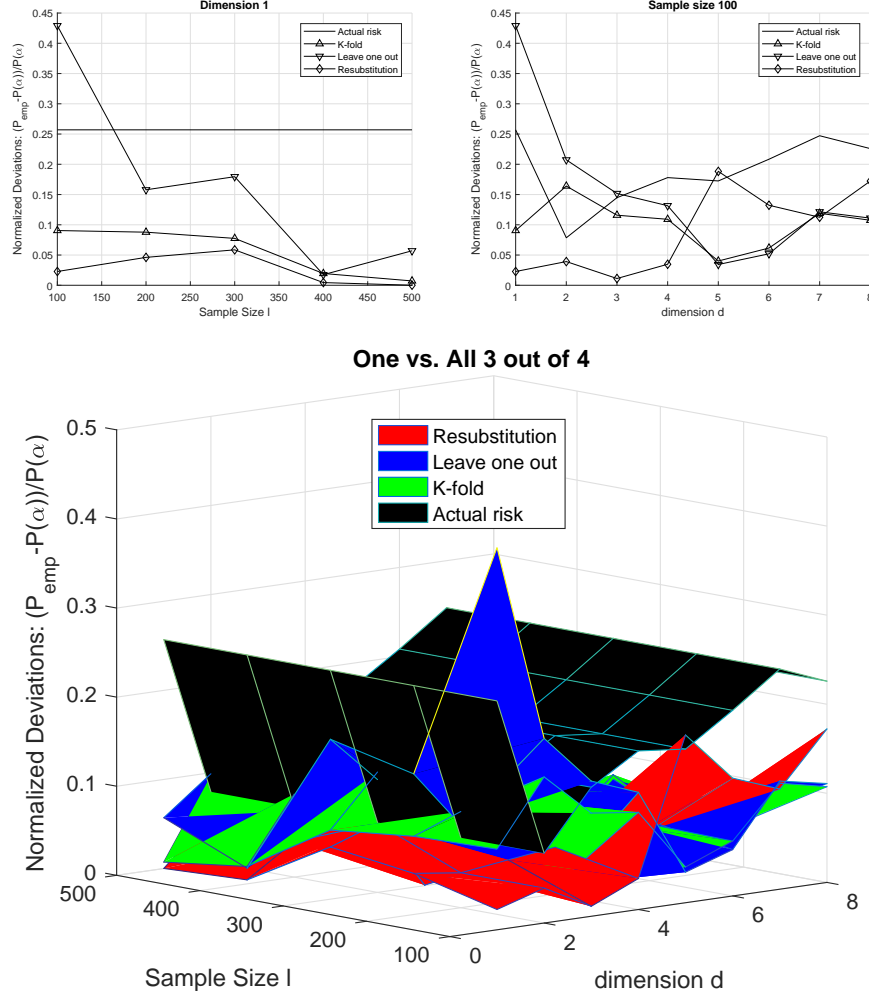 Dimension 1
Normalized Deviations: (P_emp-P(α))/P(α)
0.45
0.4
0.35
0.3
0.25
0.2
0.15
0.1
0.05
0
Actual risk
K-fold
Leave one out
Resubstitution
100
150
200
250
300
350
400
450
500
Sample Size l
Sample size 100
Normalized Deviations: (P_emp-P(α))/P(α)
0.45
0.4
0.35
0.3
0.25
0.2
0.15
0.1
0.05
0
Actual risk
K-fold
Leave one out
Resubstitution
1
2
3
4
5
6
7
8
dimension d
One vs. All 3 out of 4
Normalized Deviations: (P_emp-P(α))/P(α)
0.5
0.4
0.3
0.2
0.1
0
Resubstitution
Leave one out
K-fold
Actual risk
500
400
300
200
100
0
2
4
6
8
Sample Size l
dimension d